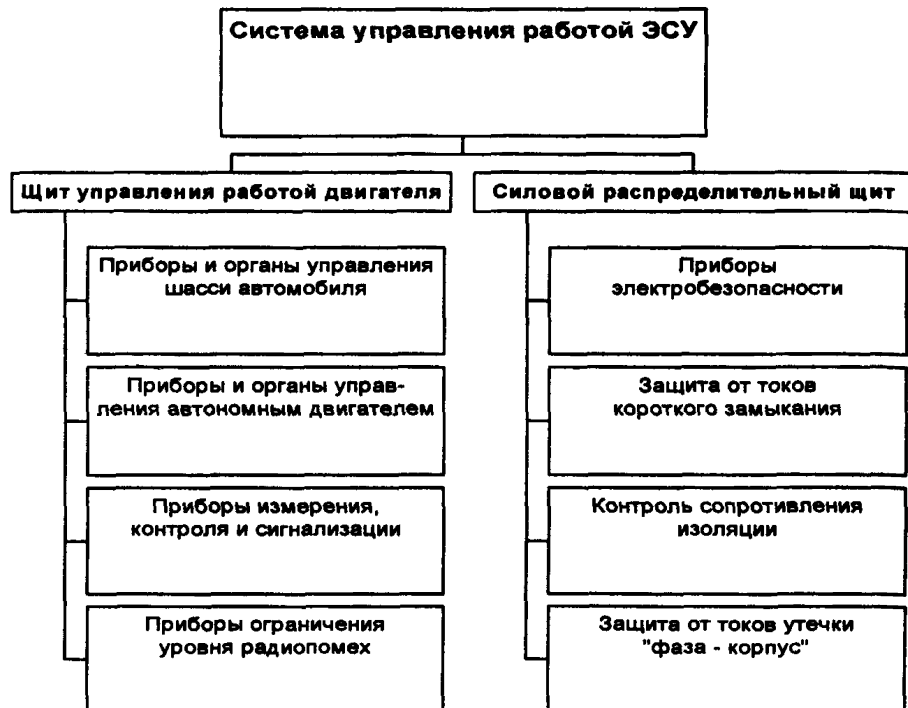 Система управления работой ЭСУ
Щит управления работой двигателя
Силовой распределительный щит
Приборы и органы управления
шасси автомобиля
Приборы и органы управ-
ления автономным двигателем
Приборы измерения,
контроля и сигнализации
Приборы ограничения
уровня радиопомех
Приборы
электробезопасности
Защита от токов
короткого замыкания
Контроль сопротивления
изоляции
Защита от токов утечки
"фаза - корпус"